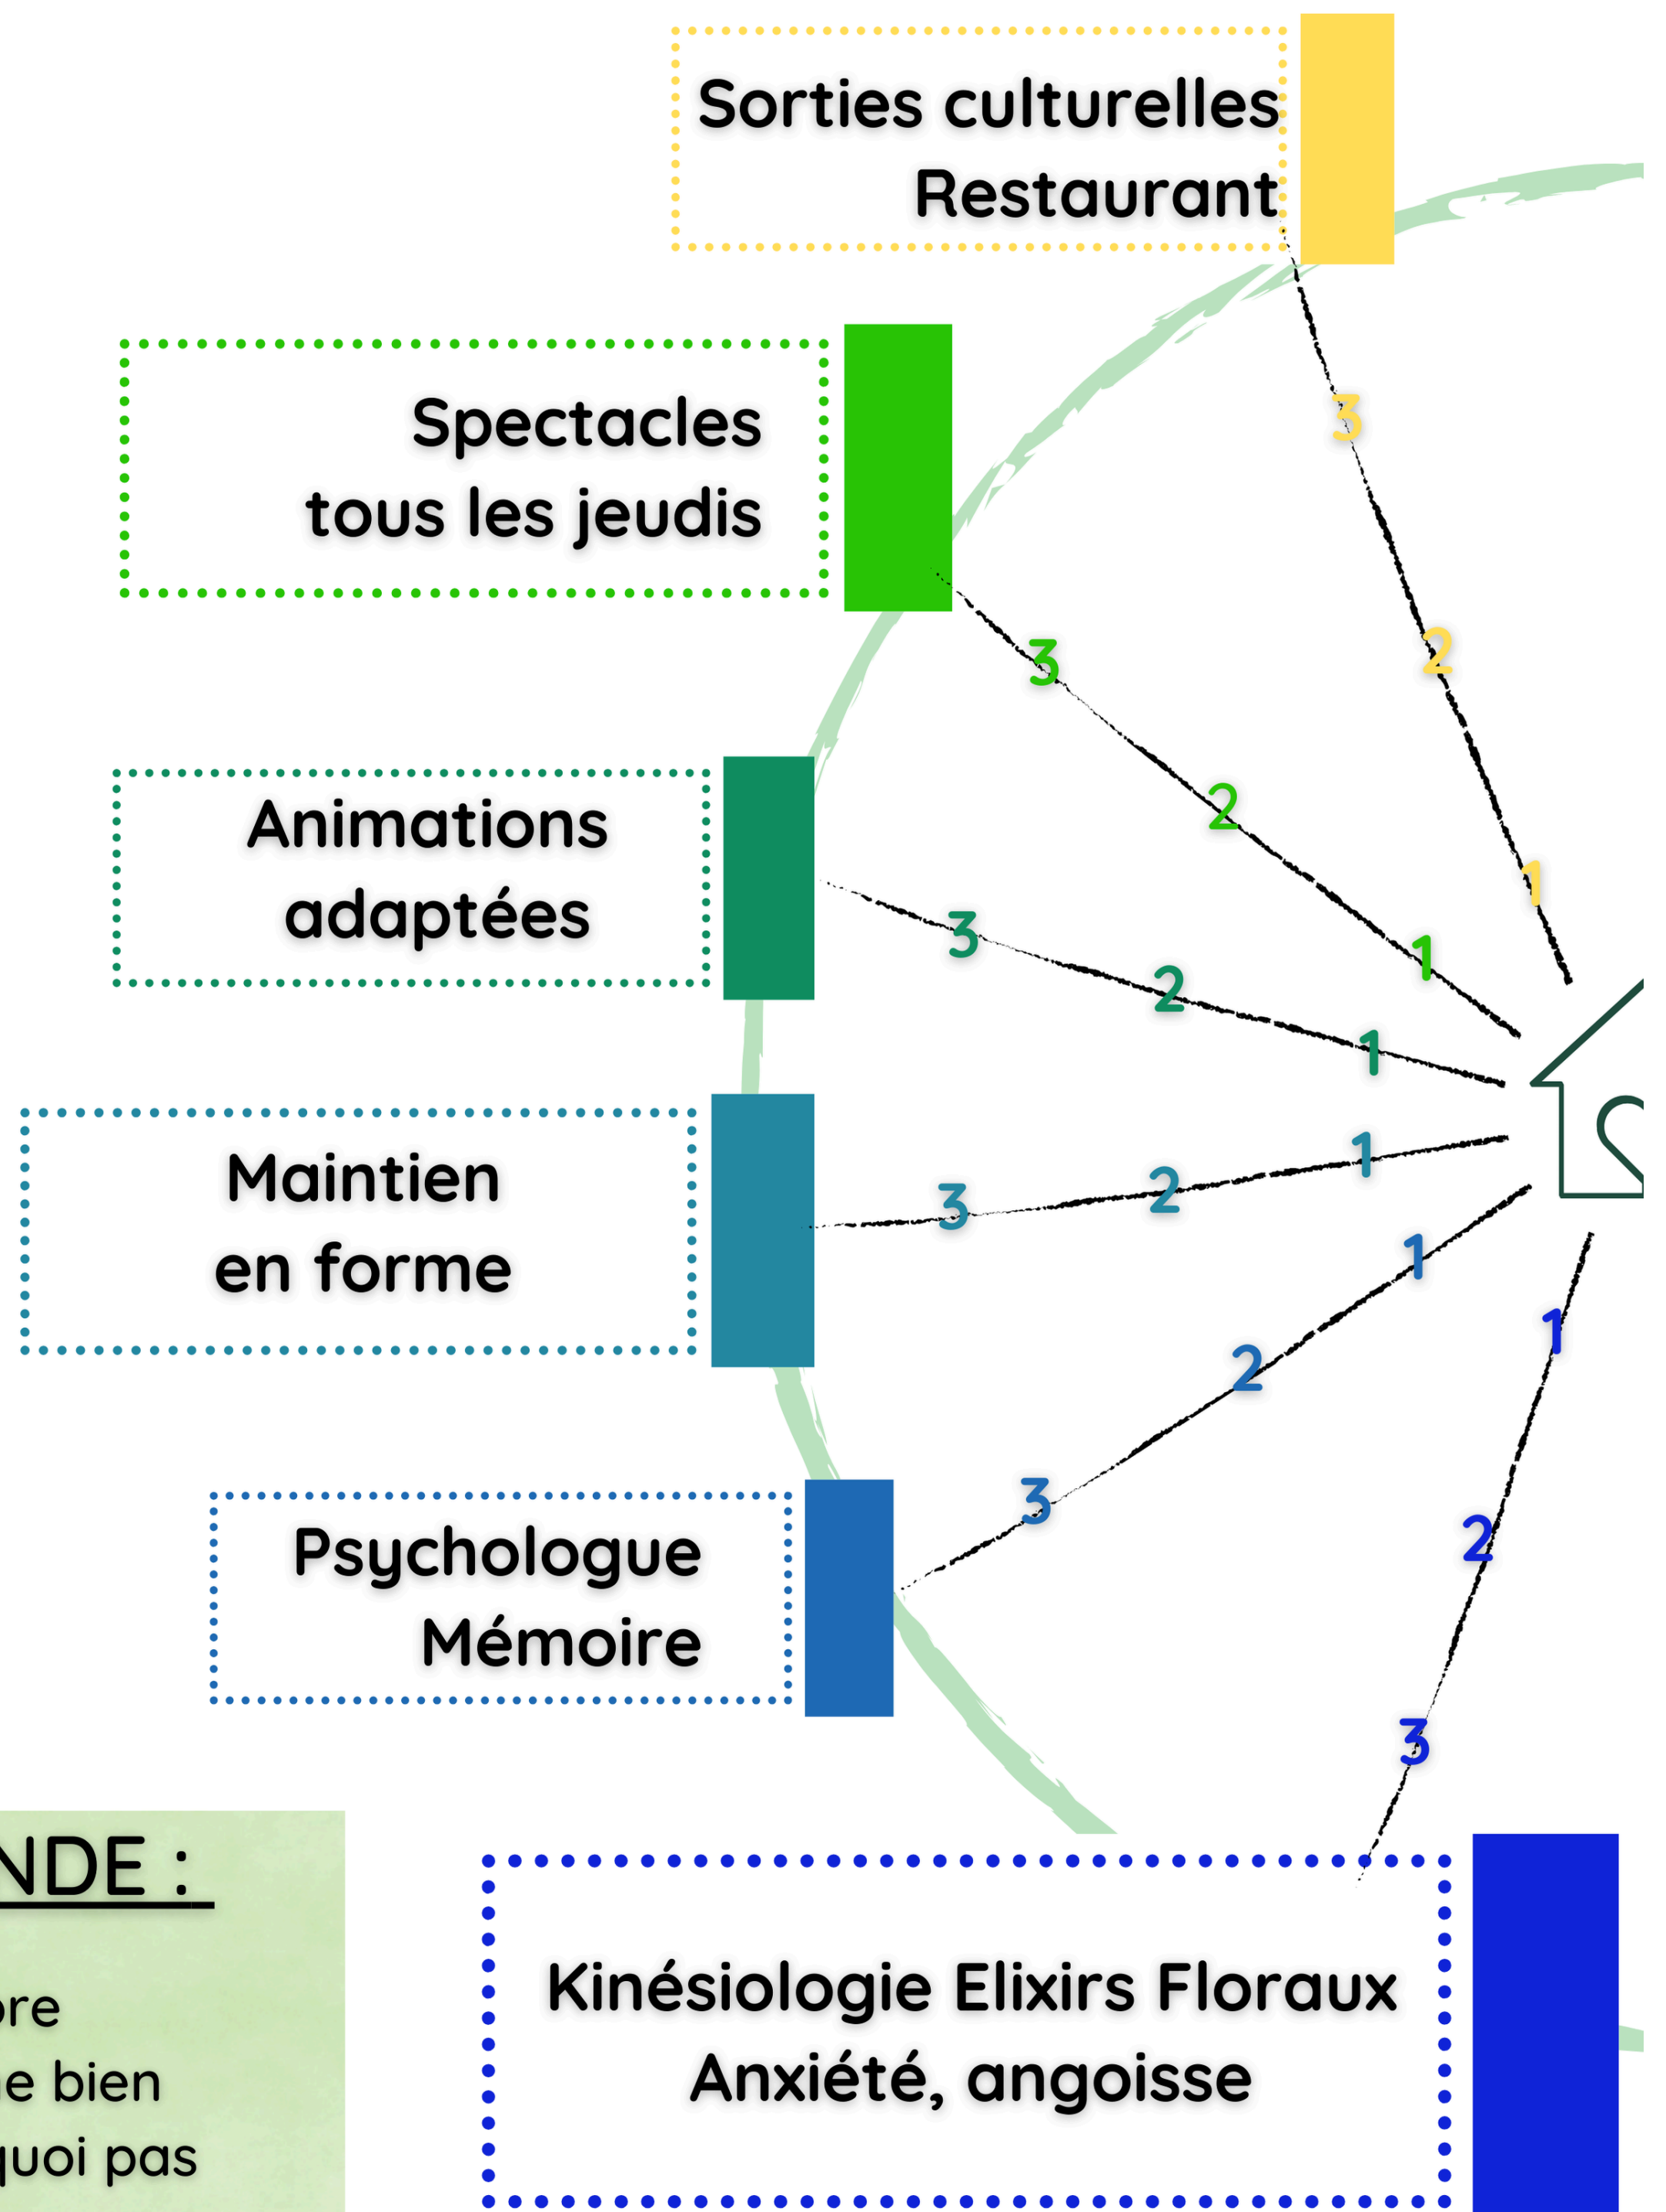 Sorties culturelles
Restaurant
3
2
1
Spectacles
tous les jeudis
3
2
1
Animations
adaptées
3
2
1
Maintien
en forme
3
2
1
Psychologue
Mémoire
3
2
1
1
2
3
Kinésiologie Elixirs Floraux
Anxiété, angoisse
NDE :
bien
pas